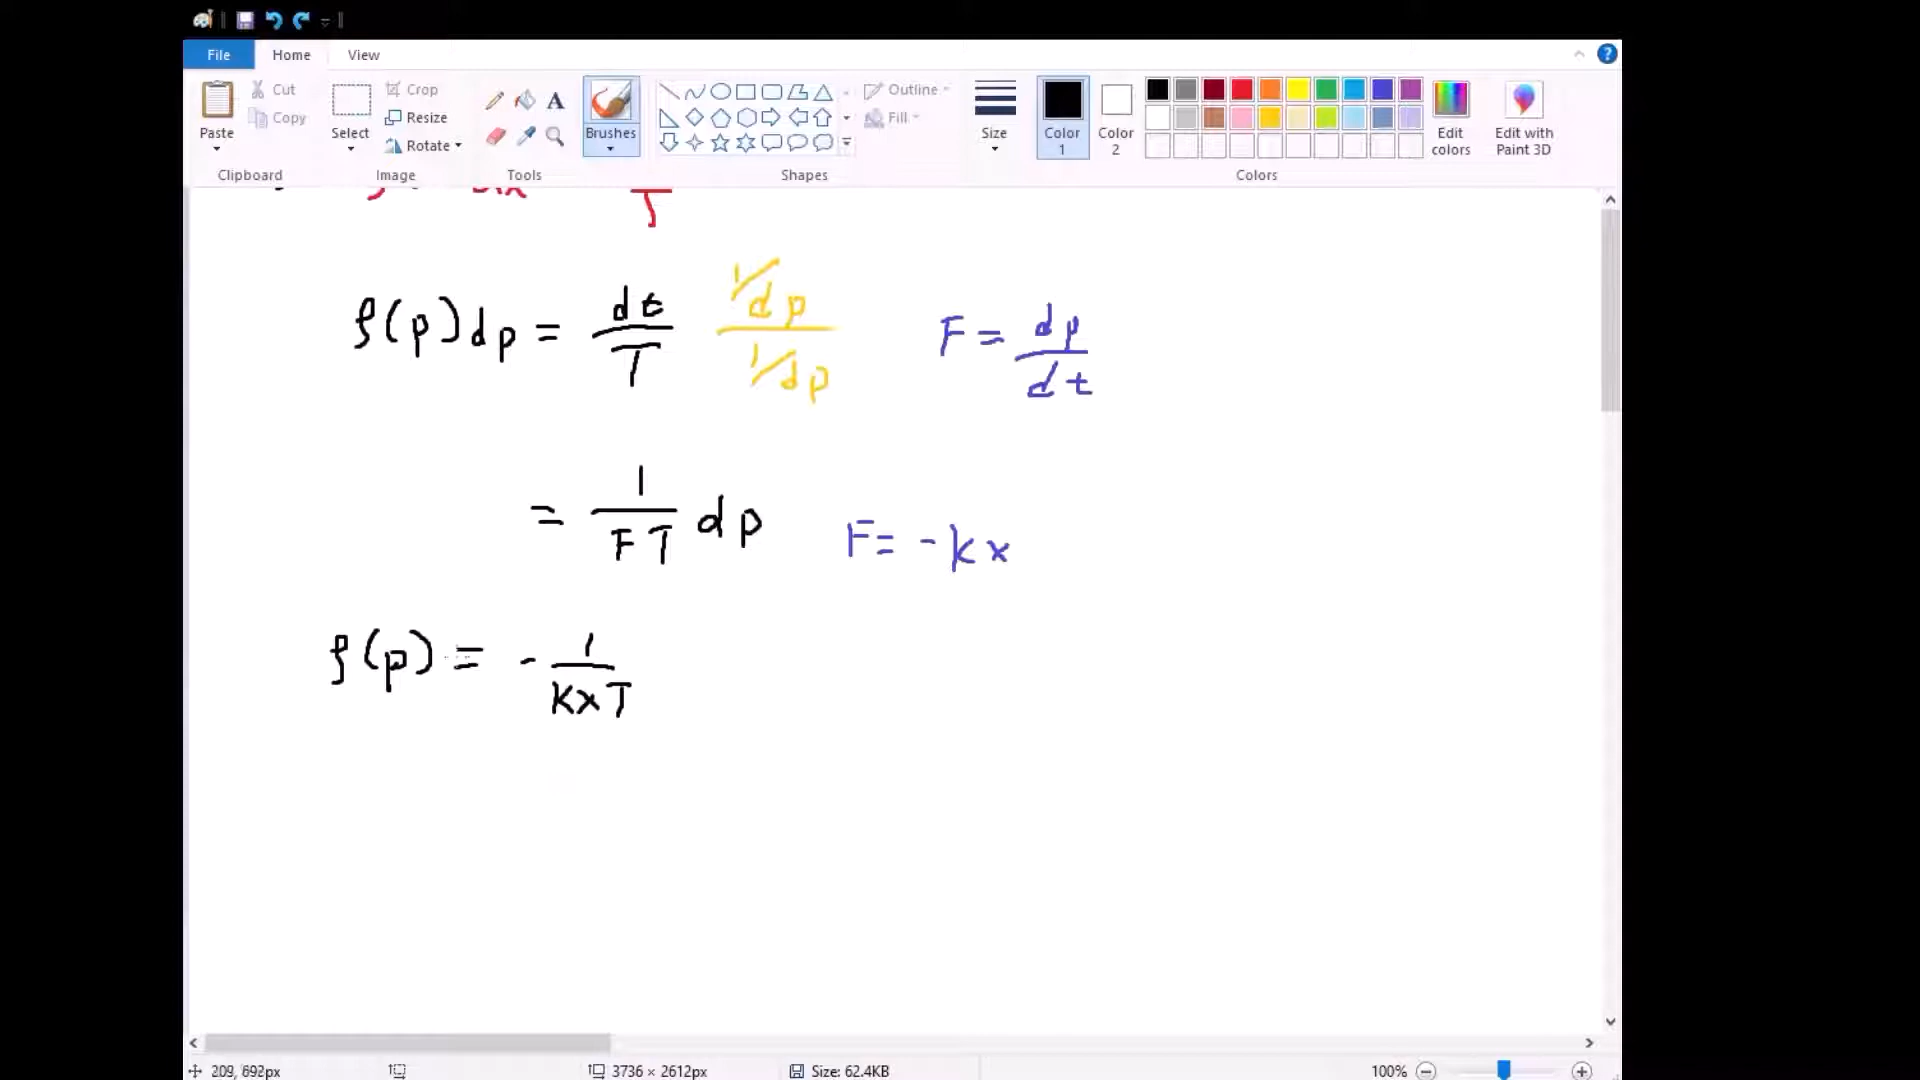 File Home View
Paste Cut Copy Clipboard
Select Crop Resize Rotate Image
A Tools
Brushes
Outline Fill Shapes
Size
Color 1 Color 2 Edit colors Edit with Paint 3D Colors
ρ(p)dp = dt/T (1/dp)/(1/dp) F = dp/dt
= 1/(FT) dp F = -kx
ρ(p) = - 1/(kxT)
209, 692px 3736 × 2612px Size: 62.4KB 100%